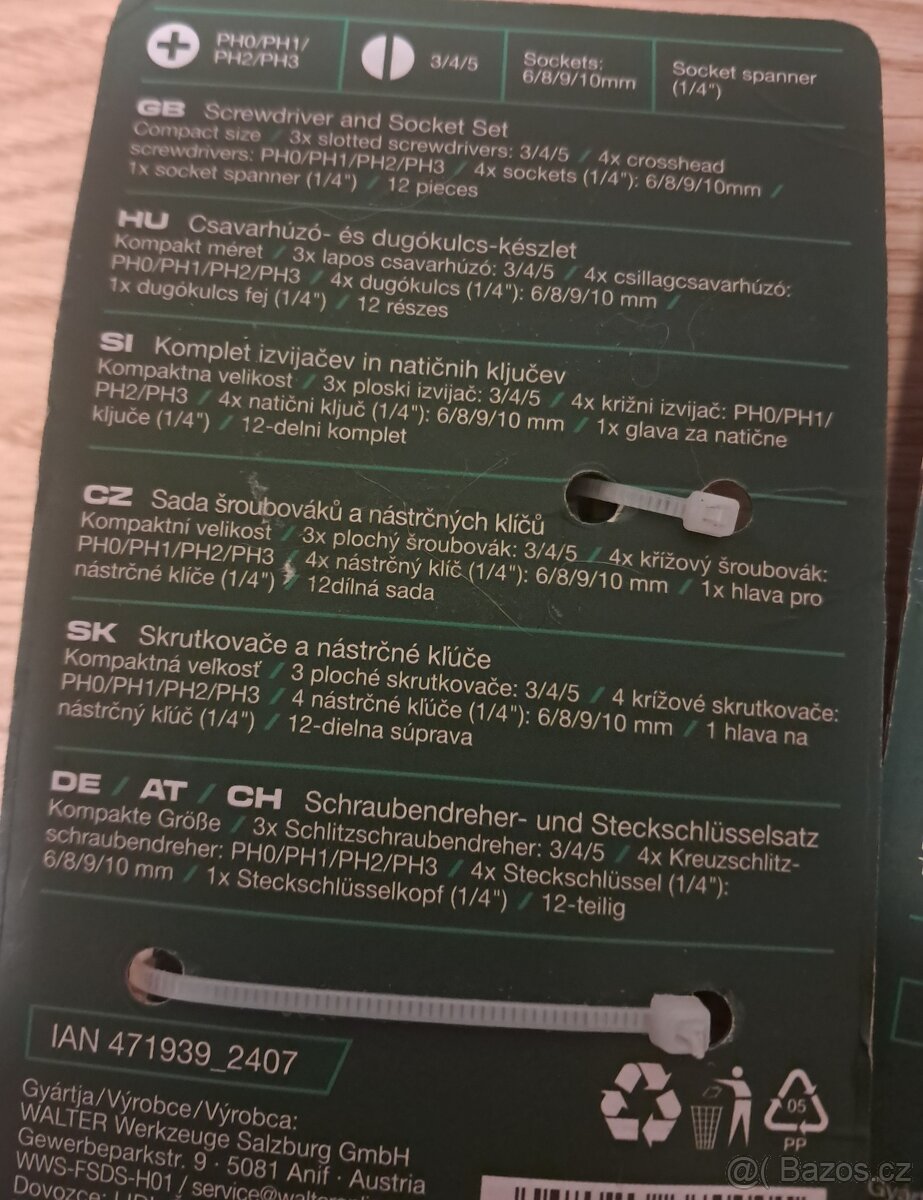 PH0/PH1/
PH2/PH3
3/4/5
Sockets:
6/8/9/10mm
Socket spanner
(1/4")
GB Screwdriver and Socket Set
Compact size / 3x slotted screwdrivers: 3/4/5 / 4x crosshead
screwdrivers: PH0/PH1/PH2/PH3 / 4x sockets (1/4"): 6/8/9/10mm /
1x socket spanner (1/4") / 12 pieces
HU Csavarhúzó- és dugókulcs-készlet
Kompakt méret / 3x lapos csavarhúzó: 3/4/5 / 4x csillagcsavarhúzó:
PH0/PH1/PH2/PH3 / 4x dugókulcs (1/4"): 6/8/9/10 mm /
1x dugókulcs fej (1/4") / 12 részes
SI Komplet izvijačev in natičnih ključev
Kompaktna velikost / 3x ploski izvijač: 3/4/5 / 4x križni izvijač: PH0/PH1/
PH2/PH3 / 4x natični ključ (1/4"): 6/8/9/10 mm / 1x glava za natične
ključe (1/4") / 12-delni komplet
CZ Sada šroubováků a nástrčných klíčů
Kompaktní velikost / 3x plochý šroubovák: 3/4/5 / 4x křížový šroubovák:
PH0/PH1/PH2/PH3 / 4x nástrčný klíč (1/4"): 6/8/9/10 mm / 1x hlava pro
nástrčné klíče (1/4") / 12dílná sada
SK Skrutkovače a nástrčné kľúče
Kompaktná veľkosť / 3 ploché skrutkovače: 3/4/5 / 4 krížové skrutkovače:
PH0/PH1/PH2/PH3 / 4 nástrčné kľúče (1/4"): 6/8/9/10 mm / 1 hlava na
nástrčný kľúč (1/4") / 12-dielna súprava
DE / AT / CH Schraubendreher- und Steckschlüsselsatz
Kompakte Größe / 3x Schlitzschraubendreher: 3/4/5 / 4x Kreuzschlitz-
schraubendreher: PH0/PH1/PH2/PH3 / 4x Steckschlüssel (1/4"):
6/8/9/10 mm / 1x Steckschlüsselkopf (1/4") / 12-teilig
IAN 471939_2407
Gyártja/Výrobce/Výrobca:
WALTER Werkzeuge Salzburg GmbH
Gewerbeparkstr. 9 · 5081 Anif · Austria
WWS-FSDS-H01 /
Dovozce:
05
PP
@( Bazos.cz